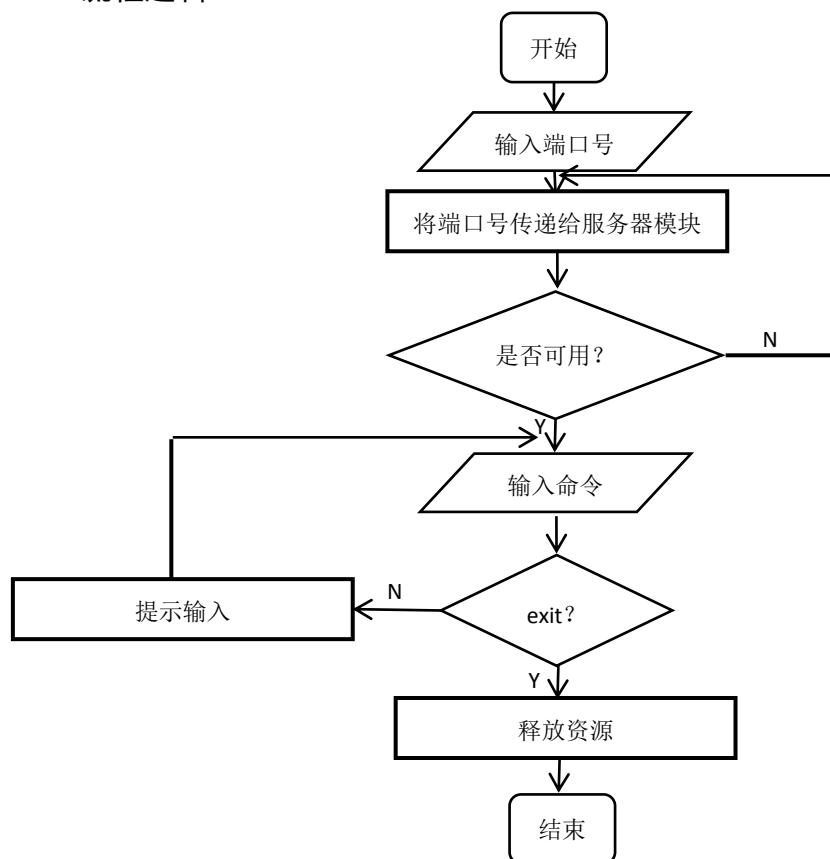 开始
输入端口号
将端口号传递给服务器模块
是否可用？
N
Y
输入命令
exit？
N
提示输入
Y
释放资源
结束